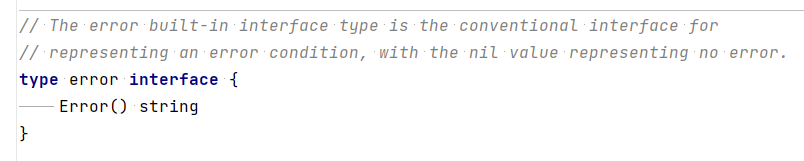 // The error built-in interface type is the conventional interface for
// representing an error condition, with the nil value representing no error.
type error interface {
    Error() string
}